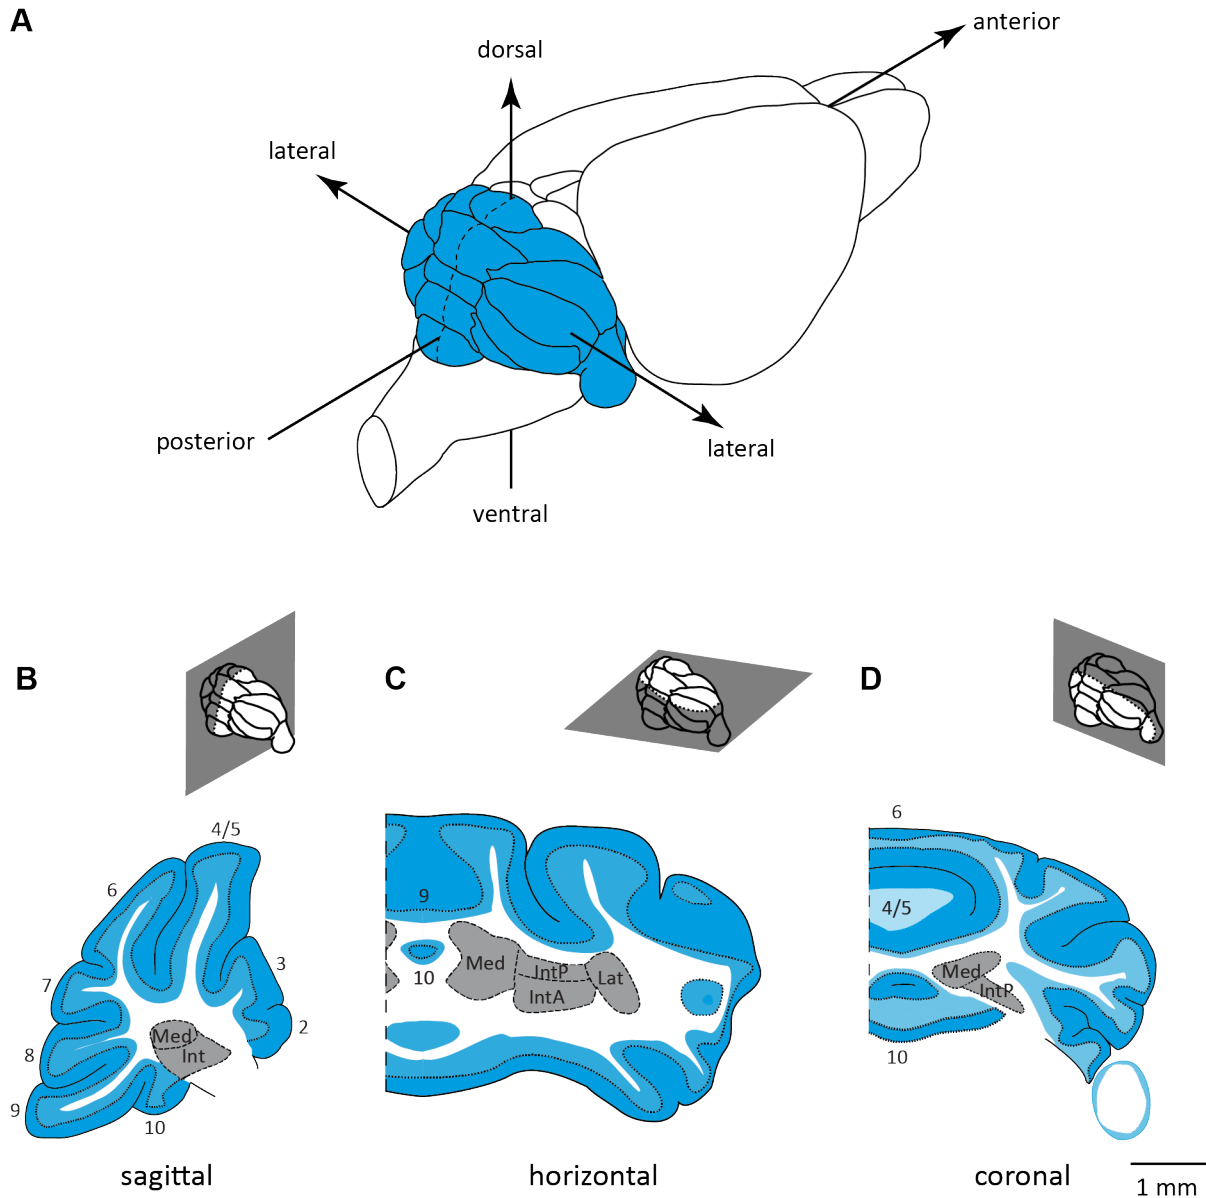 A
anterior
dorsal
lateral
posterior
lateral
ventral
B
C
D
4/5
6
3
7
2
8
Med
Int
9
10
9
Med
IntP
Lat
IntA
10
6
4/5
Med
IntP
10
sagittal
horizontal
coronal
1 mm